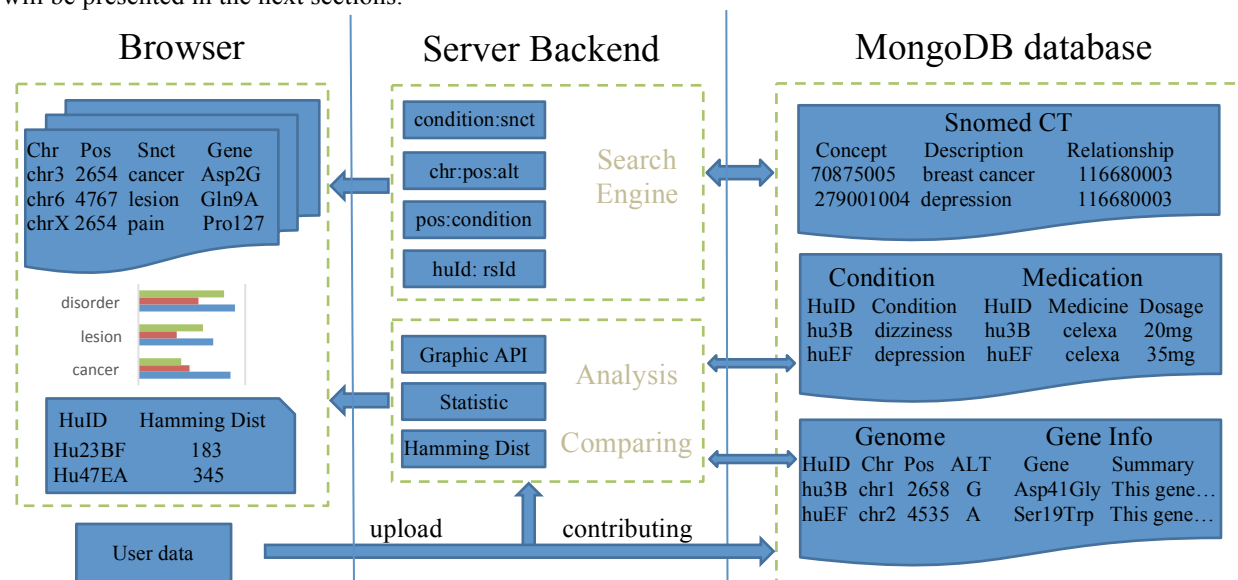 will be presented in the next sections.
Browser
Server Backend
MongoDB database
Chr Pos Snct Gene
chr3 2654 cancer Asp2G
chr6 4767 lesion Gln9A
chrX 2654 pain Pro127
disorder
lesion
cancer
HuID Hamming Dist
Hu23BF 183
Hu47EA 345
User data
condition:snct
chr:pos:alt
pos:condition
huId: rsId
Search
Engine
Graphic API
Statistic
Hamming Dist
Analysis
Comparing
upload
contributing
Snomed CT
Concept Description Relationship
70875005 breast cancer 116680003
279001004 depression 116680003
Condition Medication
HuID Condition HuID Medicine Dosage
hu3B dizziness hu3B celexa 20mg
huEF depression huEF celexa 35mg
Genome Gene Info
HuID Chr Pos ALT Gene Summary
hu3B chr1 2658 G Asp41Gly This gene…
huEF chr2 4535 A Ser19Trp This gene…